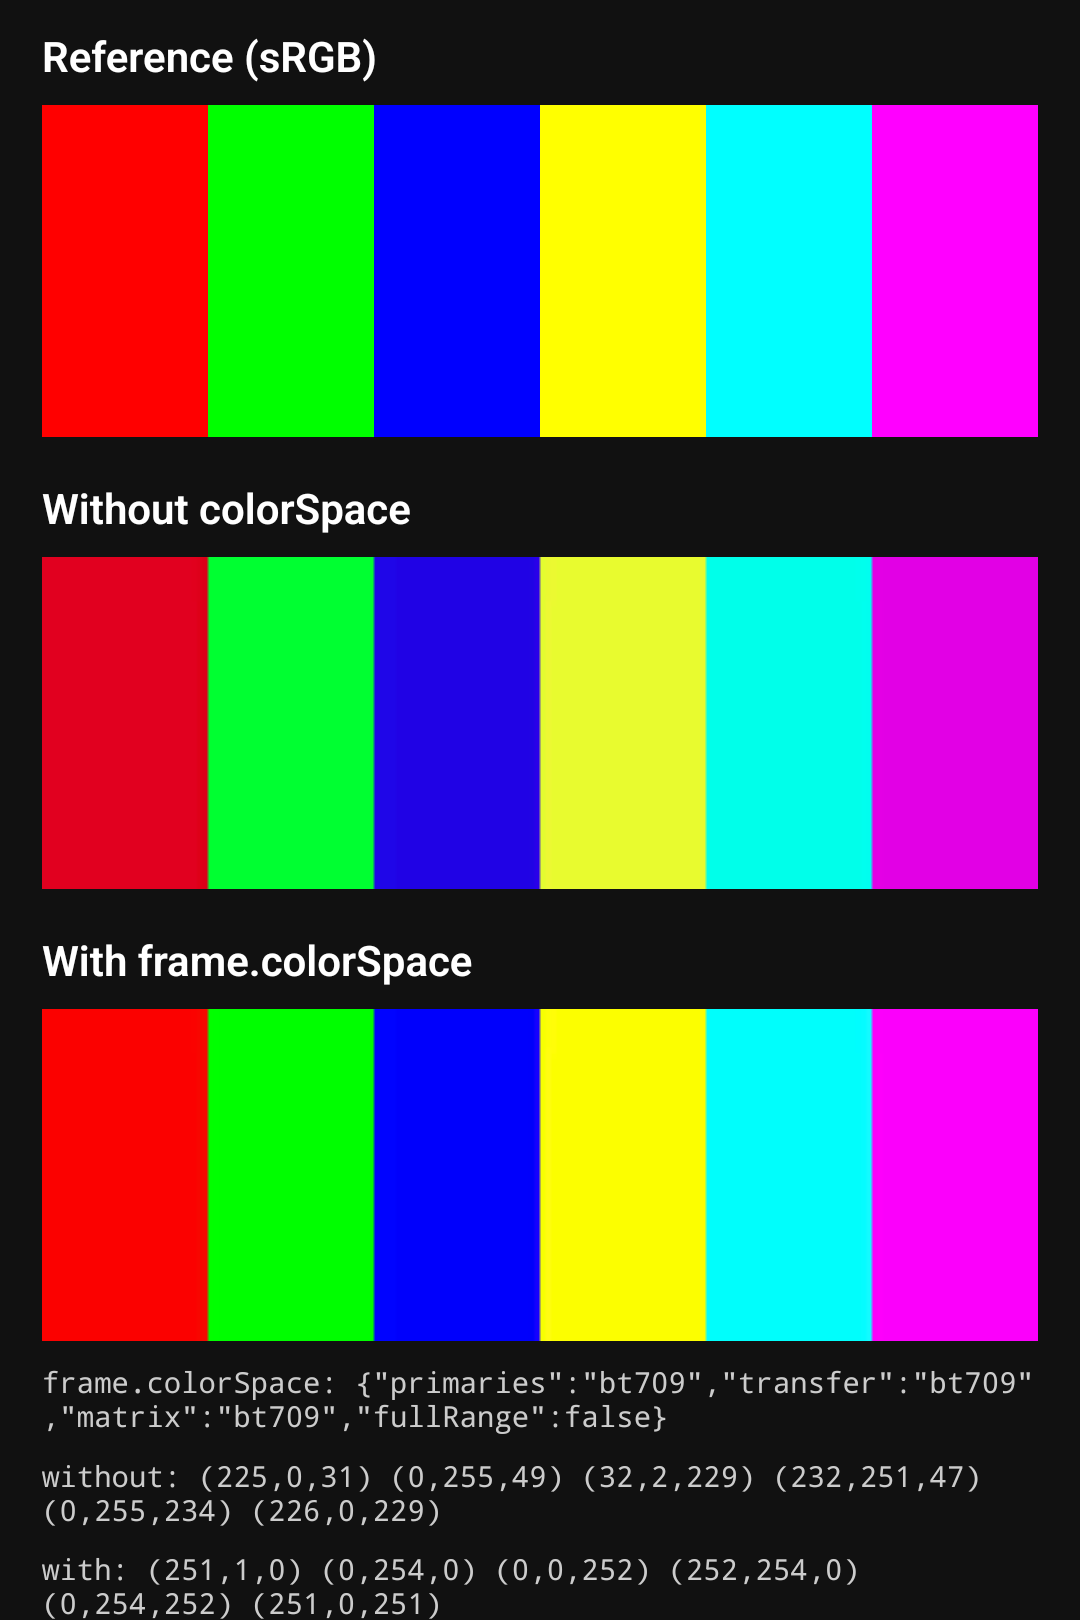 Reference (sRGB)
Without colorSpace
With frame.colorSpace
frame.colorSpace: {"primaries":"bt709","transfer":"bt709"
,"matrix":"bt709","fullRange":false}
without: (225,0,31) (0,255,49) (32,2,229) (232,251,47)
(0,255,234) (226,0,229)
with: (251,1,0) (0,254,0) (0,0,252) (252,254,0)
(0,254,252) (251,0,251)